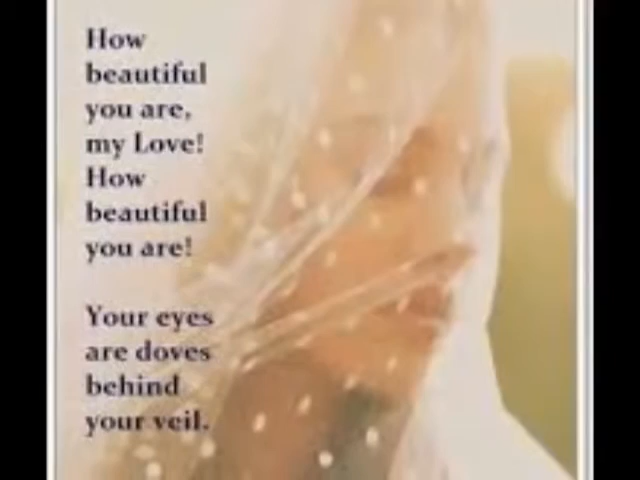 How
beautiful
you are,
my Love!
How
beautiful
you are!
Your eyes
are doves
behind
your veil.